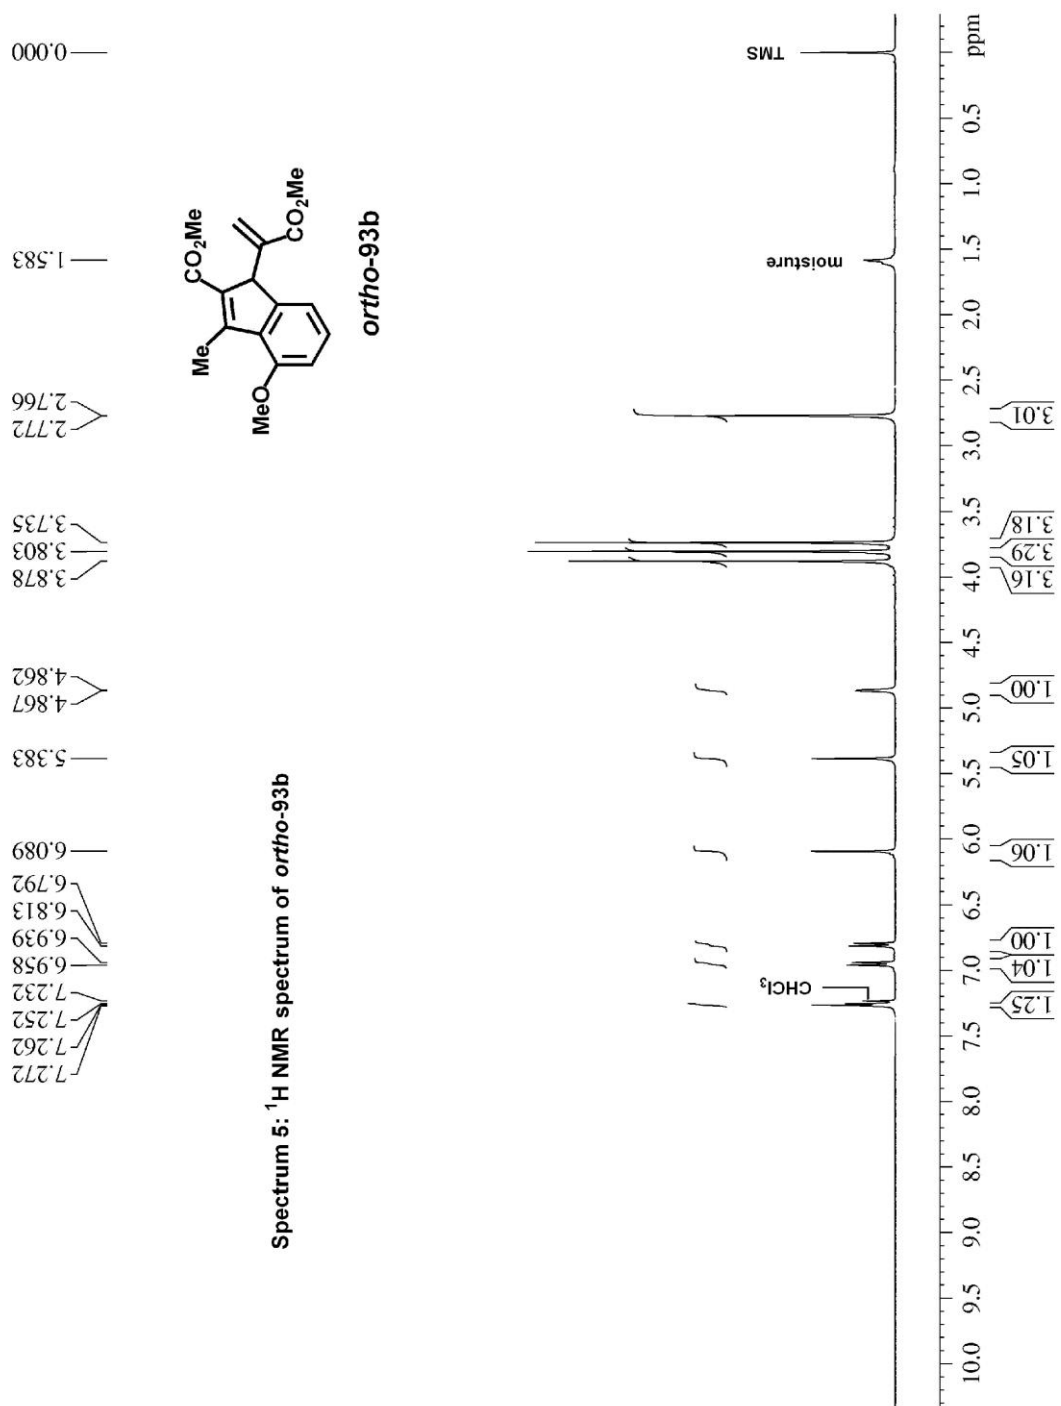 Spectrum 5: ¹H NMR spectrum of ortho-93b
7.272
7.262
7.252
7.232
6.958
6.939
6.813
6.792
6.089
5.383
4.867
4.862
3.878
3.803
3.735
2.772
2.766
1.583
0.000
MeO
Me
CO₂Me
CO₂Me
ortho-93b
CHCl₃
moisture
TMS
10.0 9.5 9.0 8.5 8.0 7.5 7.0 6.5 6.0 5.5 5.0 4.5 4.0 3.5 3.0 2.5 2.0 1.5 1.0 0.5 ppm
1.25
1.04
1.00
1.06
1.05
1.00
3.16
3.29
3.18
3.01